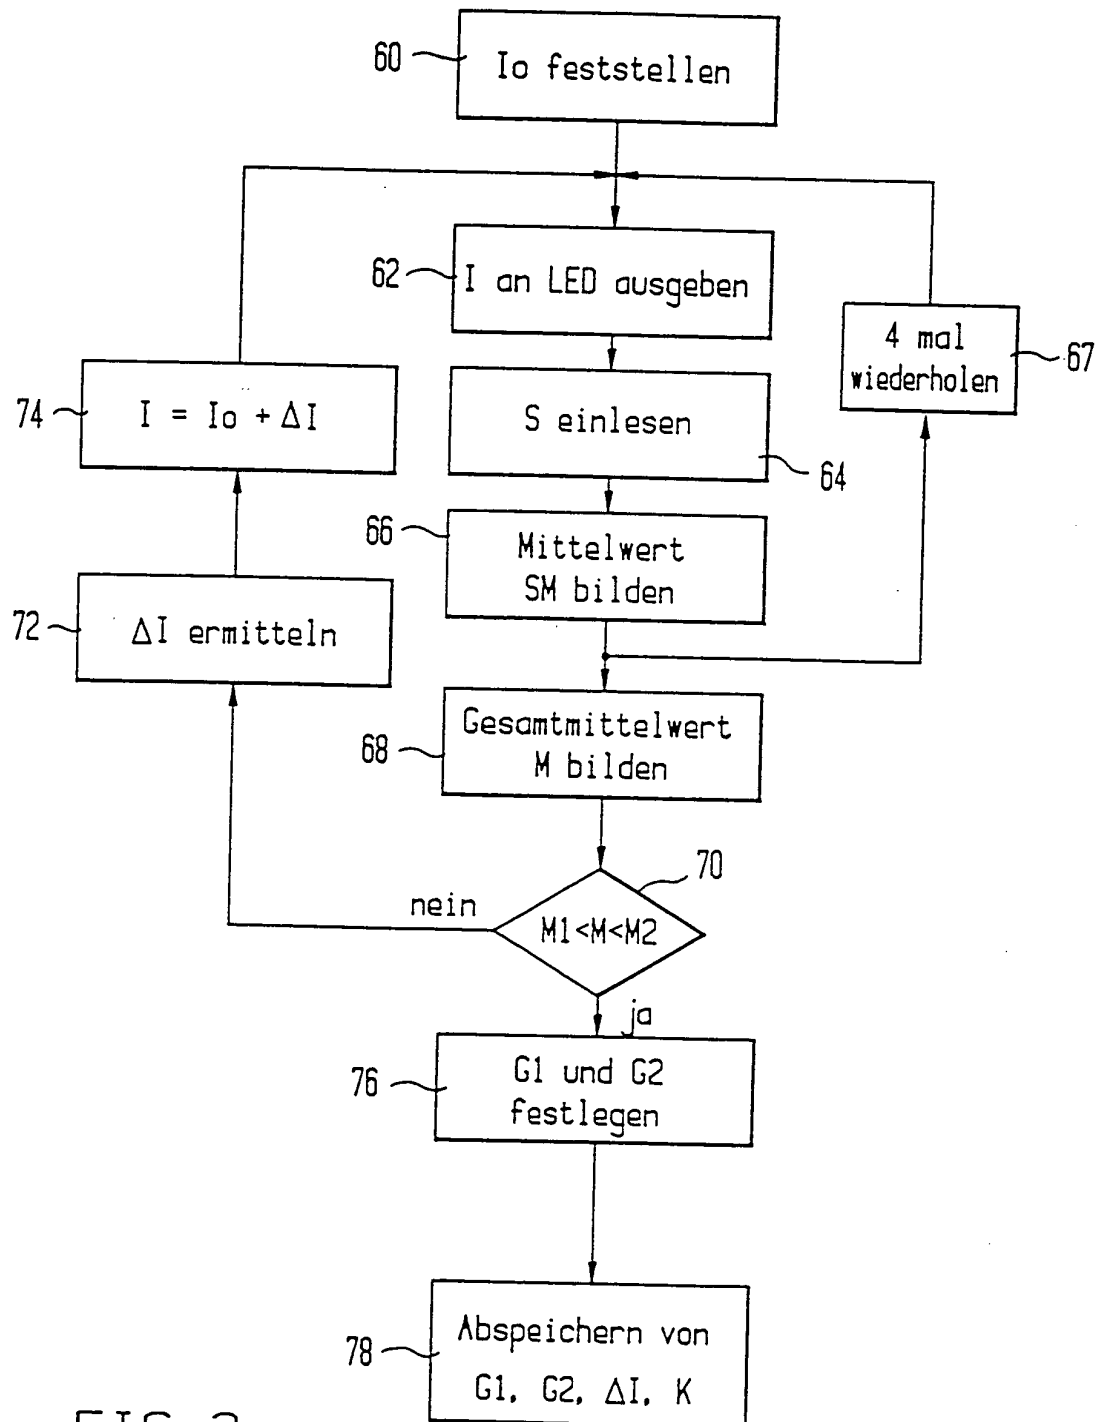 60
Io feststellen
62
I an LED ausgeben
4 mal
wiederholen
67
74
I = Io + ΔI
S einlesen
64
66
Mittelwert
SM bilden
72
ΔI ermitteln
68
Gesamtmittelwert
M bilden
70
nein
M1<M<M2
ja
76
G1 und G2
festlegen
78
Abspeichern von
G1, G2, ΔI, K